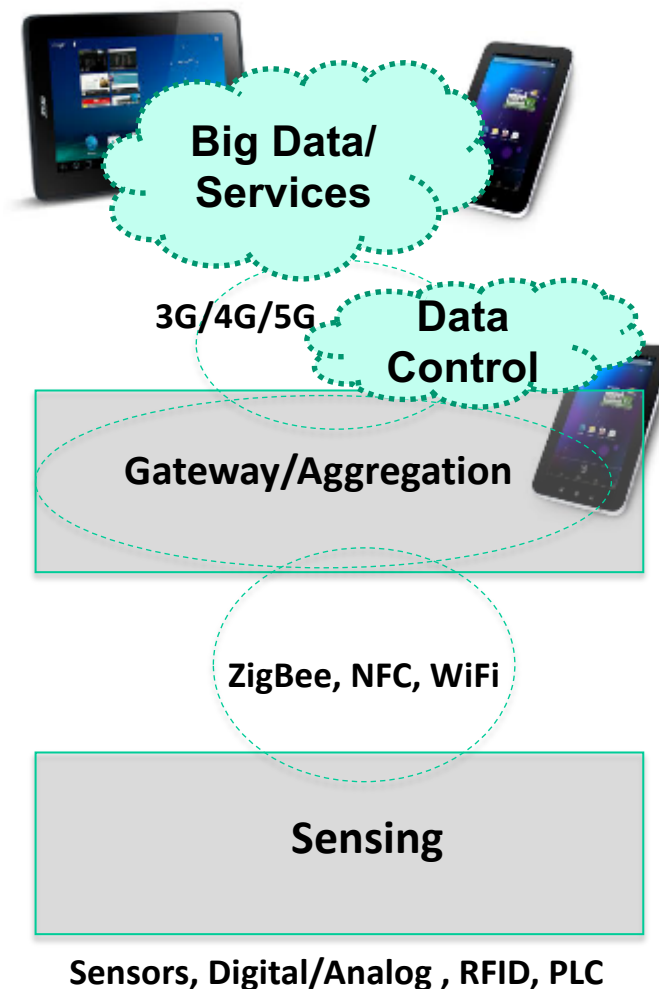 Big Data/
Services
3G/4G/5G
Data
Control
Gateway/Aggregation
ZigBee, NFC, WiFi
Sensing
Sensors, Digital/Analog , RFID, PLC